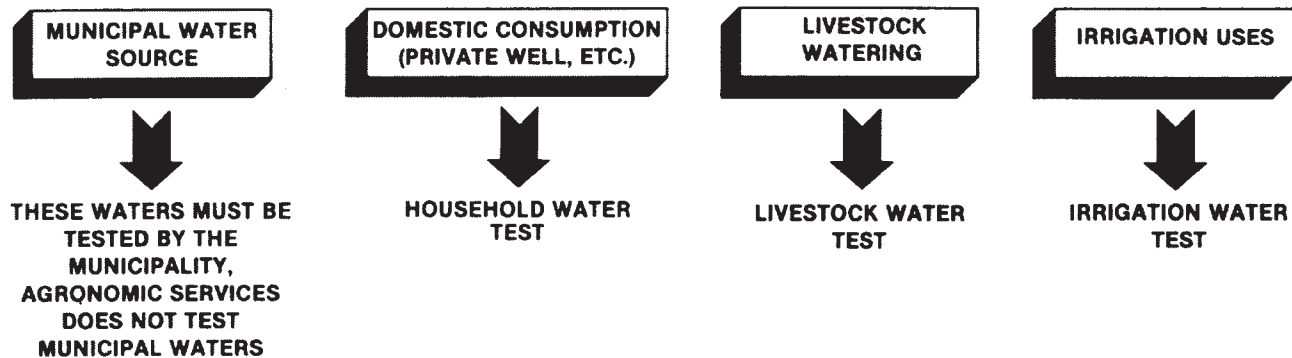 MUNICIPAL WATER
SOURCE
THESE WATERS MUST BE
TESTED BY THE
MUNICIPALITY,
AGRONOMIC SERVICES
DOES NOT TEST
MUNICIPAL WATERS
DOMESTIC CONSUMPTION
(PRIVATE WELL, ETC.)
HOUSEHOLD WATER
TEST
LIVESTOCK
WATERING
LIVESTOCK WATER
TEST
IRRIGATION USES
IRRIGATION WATER
TEST